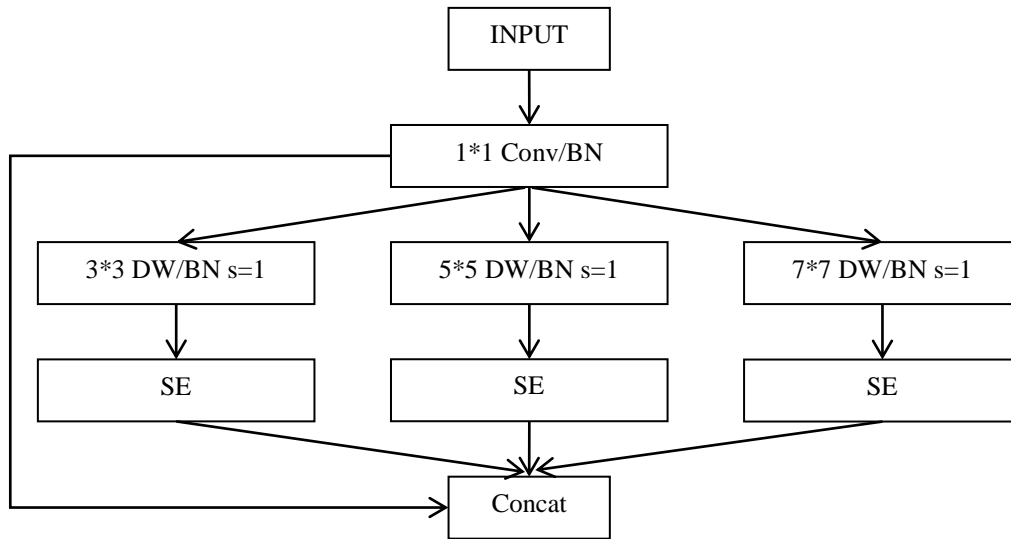 INPUT
1*1 Conv/BN
3*3 DW/BN s=1
5*5 DW/BN s=1
7*7 DW/BN s=1
SE
SE
SE
Concat